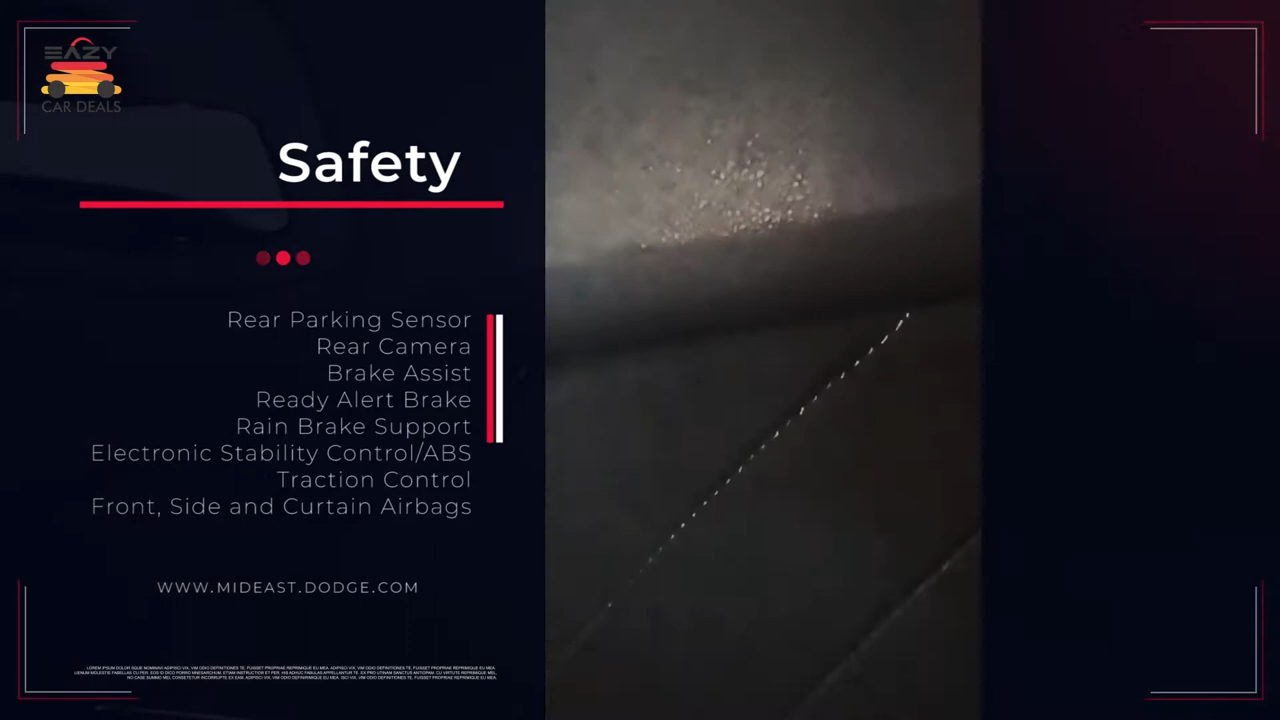 EAZY
CAR DEALS
Safety
Rear Parking Sensor
Rear Camera
Brake Assist
Ready Alert Brake
Rain Brake Support
Electronic Stability Control/ABS
Traction Control
Front, Side and Curtain Airbags
WWW.MIDEAST.DODGE.COM